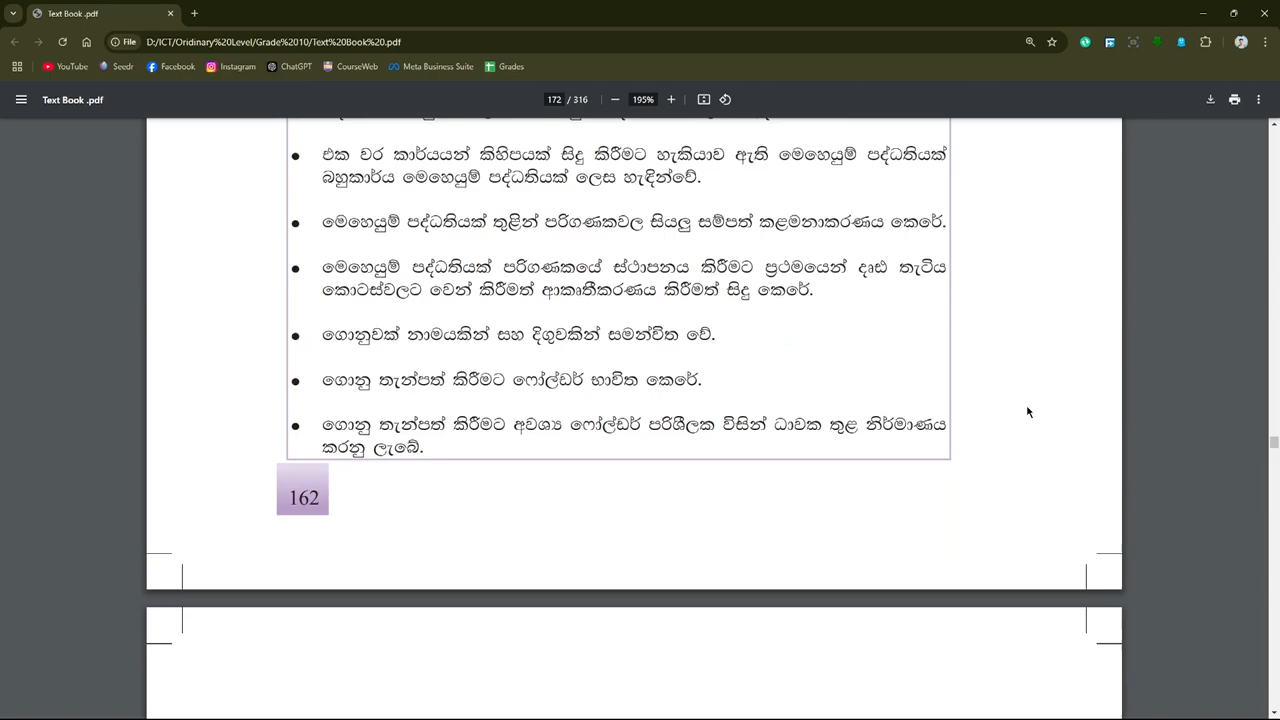 Text Book .pdf
File D:/ICT/Oridinary%20Level/Grade%2010/Text%20Book%20.pdf
YouTube Seedr Facebook Instagram ChatGPT CourseWeb Meta Business Suite Grades
Text Book .pdf 172 / 316 195%
එක වර කාර්යයන් කිහිපයක් සිදු කිරීමට හැකියාව ඇති මෙහෙයුම් පද්ධතියක්
බහුකාර්ය මෙහෙයුම් පද්ධතියක් ලෙස හැඳින්වේ.
මෙහෙයුම් පද්ධතියක් තුළින් පරිගණකවල සියලු සම්පත් කළමනාකරණය කෙරේ.
මෙහෙයුම් පද්ධතියක් පරිගණකයේ ස්ථාපනය කිරීමට ප්‍රථමයෙන් දෘඪ තැටිය
කොටස්වලට වෙන් කිරීමත් ආකෘතීකරණය කිරීමත් සිදු කෙරේ.
ගොනුවක් නාමයකින් සහ දිගුවකින් සමන්විත වේ.
ගොනු තැන්පත් කිරීමට ෆෝල්ඩර් භාවිත කෙරේ.
ගොනු තැන්පත් කිරීමට අවශ්‍ය ෆෝල්ඩර් පරිශීලක විසින් ධාවක තුළ නිර්මාණය
කරනු ලැබේ.
162